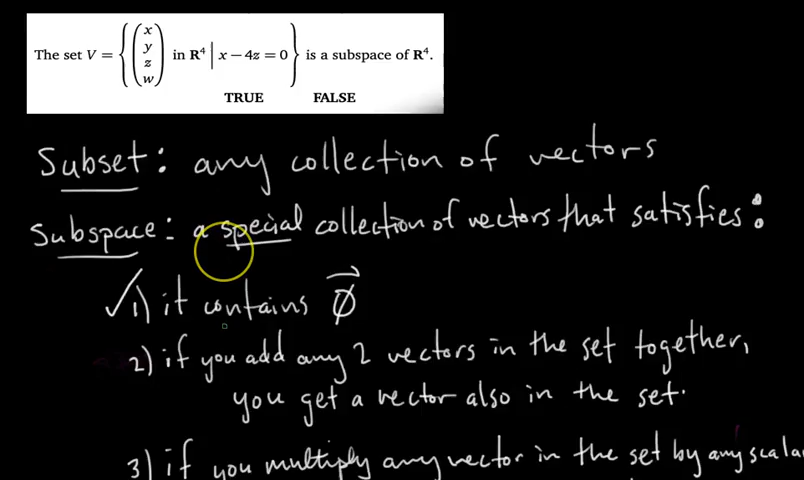 x
y
The set V = { ( ) in R⁴ | x − 4z = 0 } is a subspace of R⁴.
z
w
TRUE FALSE
Subset: any collection of vectors
Subspace: a special collection of vectors that satisfies:
✓1) it contains 0⃗
2) if you add any 2 vectors in the set together,
you get a vector also in the set.
3) if you multiply any vector in the set by any scala